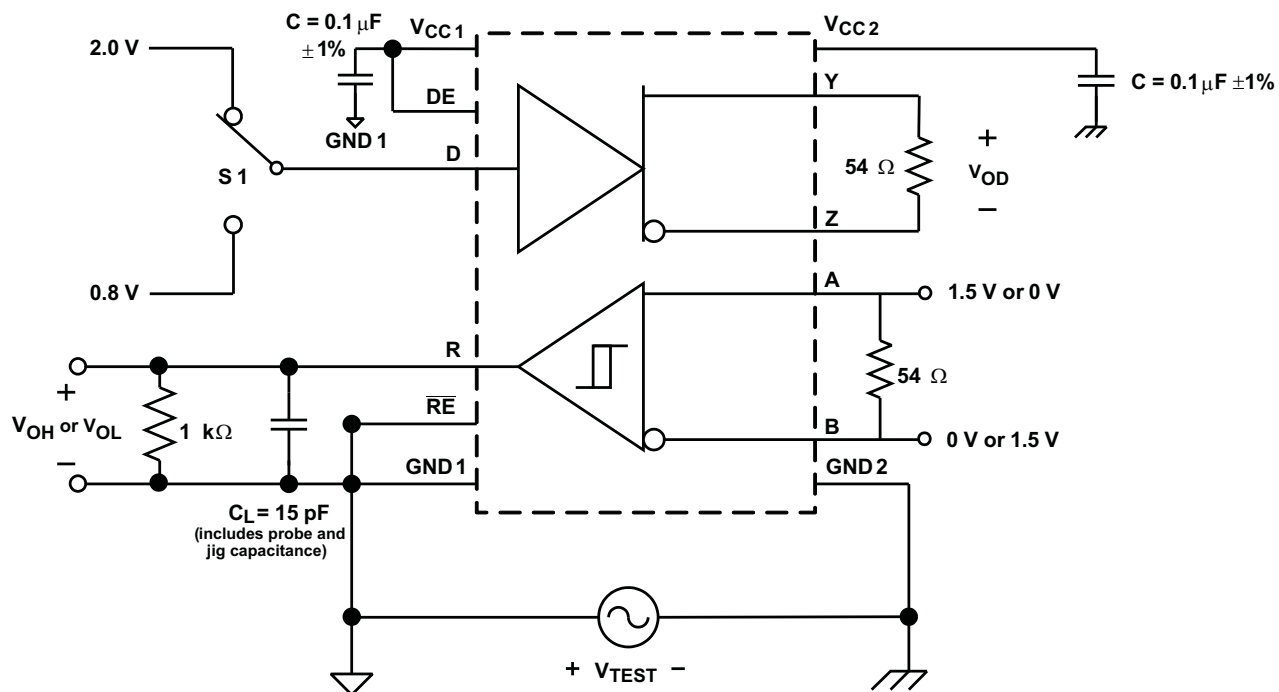 C = 0.1 μF
±1%
VCC1
VCC2
2.0 V
DE
Y
C = 0.1 μF ±1%
GND1
D
S1
54 Ω
+
VOD
−
Z
0.8 V
A
1.5 V or 0 V
R
+
VOH or VOL
−
1 kΩ
RE
54 Ω
B
0 V or 1.5 V
GND1
GND2
CL = 15 pF
(includes probe and
jig capacitance)
+ VTEST −